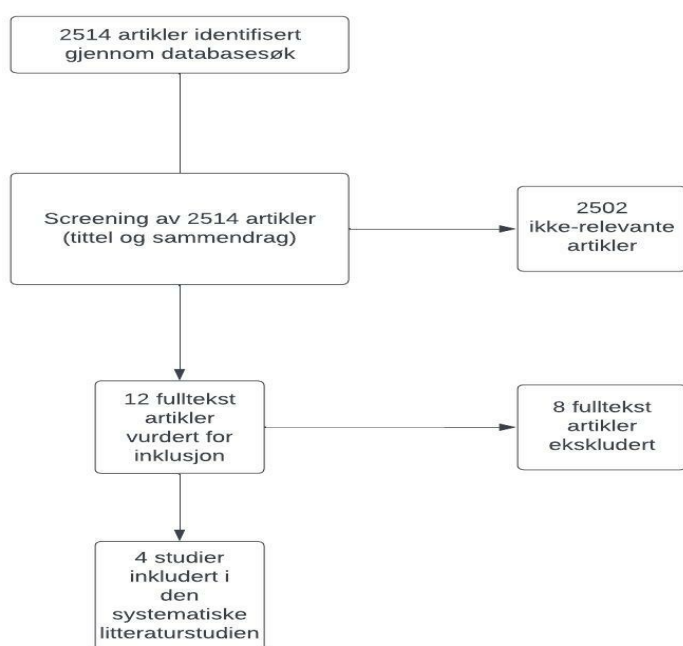 2514 artikler identifisert
gjennom databasesøk
Screening av 2514 artikler
(tittel og sammendrag)
2502
ikke-relevante
artikler
12 fulltekst
artikler
vurdert for
inklusjon
8 fulltekst
artikler
ekskludert
4 studier
inkludert i
den
systematiske
litteraturstudien